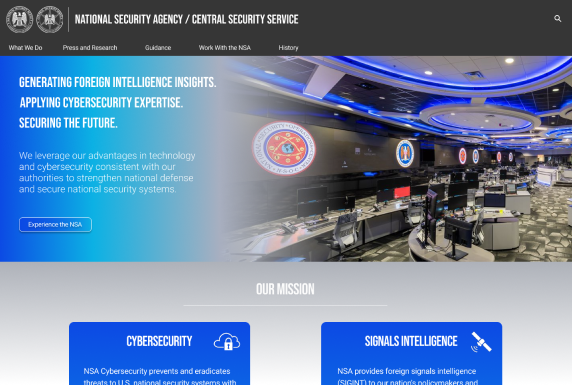 NATIONAL SECURITY AGENCY / CENTRAL SECURITY SERVICE
What We Do
Press and Research
Guidance
Work With the NSA
History
GENERATING FOREIGN INTELLIGENCE INSIGHTS.
APPLYING CYBERSECURITY EXPERTISE.
SECURING THE FUTURE.
We leverage our advantages in technology
and cybersecurity consistent with our
authorities to strengthen national defense
and secure national security systems.
Experience the NSA
OUR MISSION
CYBERSECURITY
NSA Cybersecurity prevents and eradicates
threats to U.S. national security systems with
SIGNALS INTELLIGENCE
NSA provides foreign signals intelligence
(SIGINT) to our nation's policymakers and